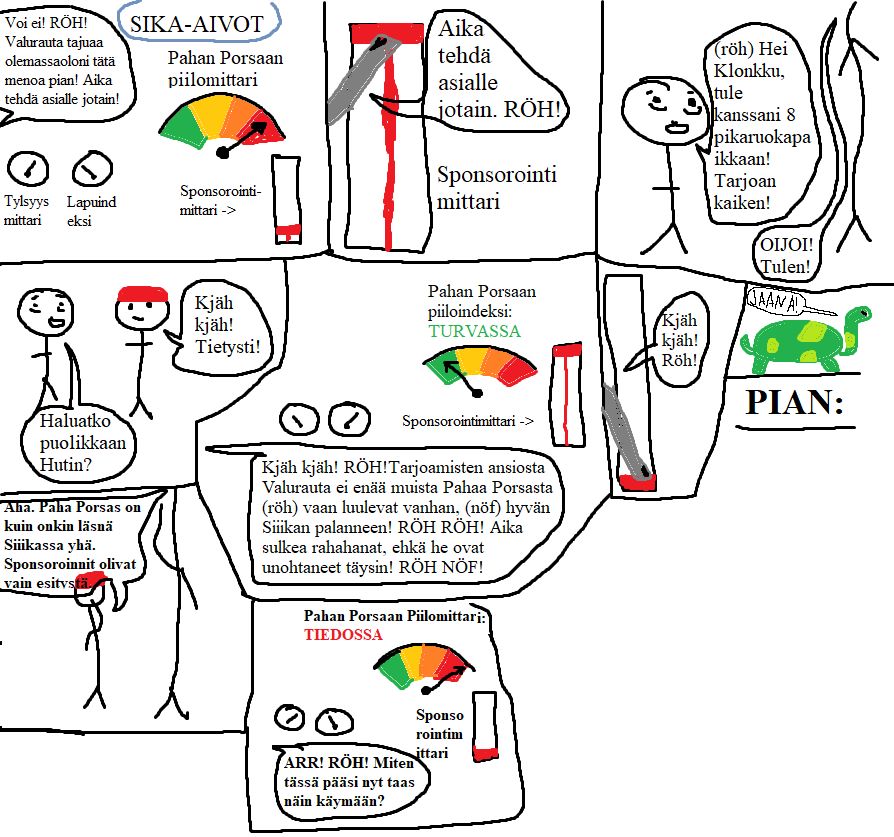 Voi ei! RÖH!
Valurauta tajuaa
olemassaoloni tätä
menoa pian! Aika
tehdä asialle jotain!
SIKA-AIVOT
Pahan Porsaan
piilomittari
Tylsyys
mittari
Lapuind
eksi
Sponsorointi-
mittari ->
Aika
tehdä
asialle
jotain. RÖH!
Sponsorointi
mittari
(röh) Hei
Klonkku,
tule
kanssani 8
pikaruokapa
ikkaan!
Tarjoan
kaiken!
OIJOI!
Tulen!
Kjäh
kjäh!
Tietysti!
Haluatko
puolikkaan
Hutin?
Pahan Porsaan
piiloindeksi:
TURVASSA
Sponsorointimittari ->
Kjäh kjäh! RÖH!Tarjoamisten ansiosta
Valurauta ei enää muista Pahaa Porsasta
(röh) vaan luulevat vanhan, (nöf) hyvän
Siiikan palanneen! RÖH RÖH! Aika
sulkea rahahanat, ehkä he ovat
unohtaneet täysin! RÖH NÖF!
Kjäh
kjäh!
Röh!
JAANA!
PIAN:
Aha. Paha Porsas on
kuin onkin läsnä
Siiikassa yhä.
Sponsoroinnit olivat
vain esitystä.
Pahan Porsaan Piilomittari:
TIEDOSSA
Sponso
rointim
ittari
ARR! RÖH! Miten
tässä pääsi nyt taas
näin käymään?